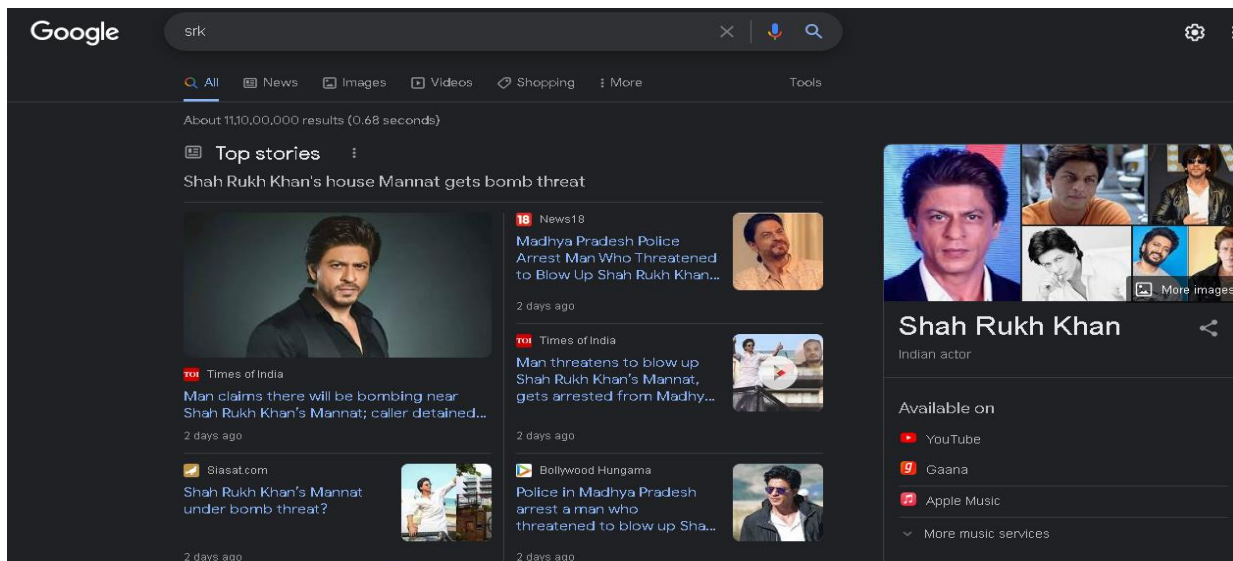 Google
srk
All News Images Videos Shopping More Tools
About 11,10,00,000 results (0.68 seconds)
Top stories
Shah Rukh Khan's house Mannat gets bomb threat
TOI Times of India
Man claims there will be bombing near
Shah Rukh Khan's Mannat; caller detained...
2 days ago
Siasat.com
Shah Rukh Khan's Mannat
under bomb threat?
2 days ago
18 News18
Madhya Pradesh Police
Arrest Man Who Threatened
to Blow Up Shah Rukh Khan...
2 days ago
TOI Times of India
Man threatens to blow up
Shah Rukh Khan's Mannat,
gets arrested from Madhy...
2 days ago
Bollywood Hungama
Police in Madhya Pradesh
arrest a man who
threatened to blow up Sha...
2 days ago
More images
Shah Rukh Khan
Indian actor
Available on
YouTube
Gaana
Apple Music
More music services